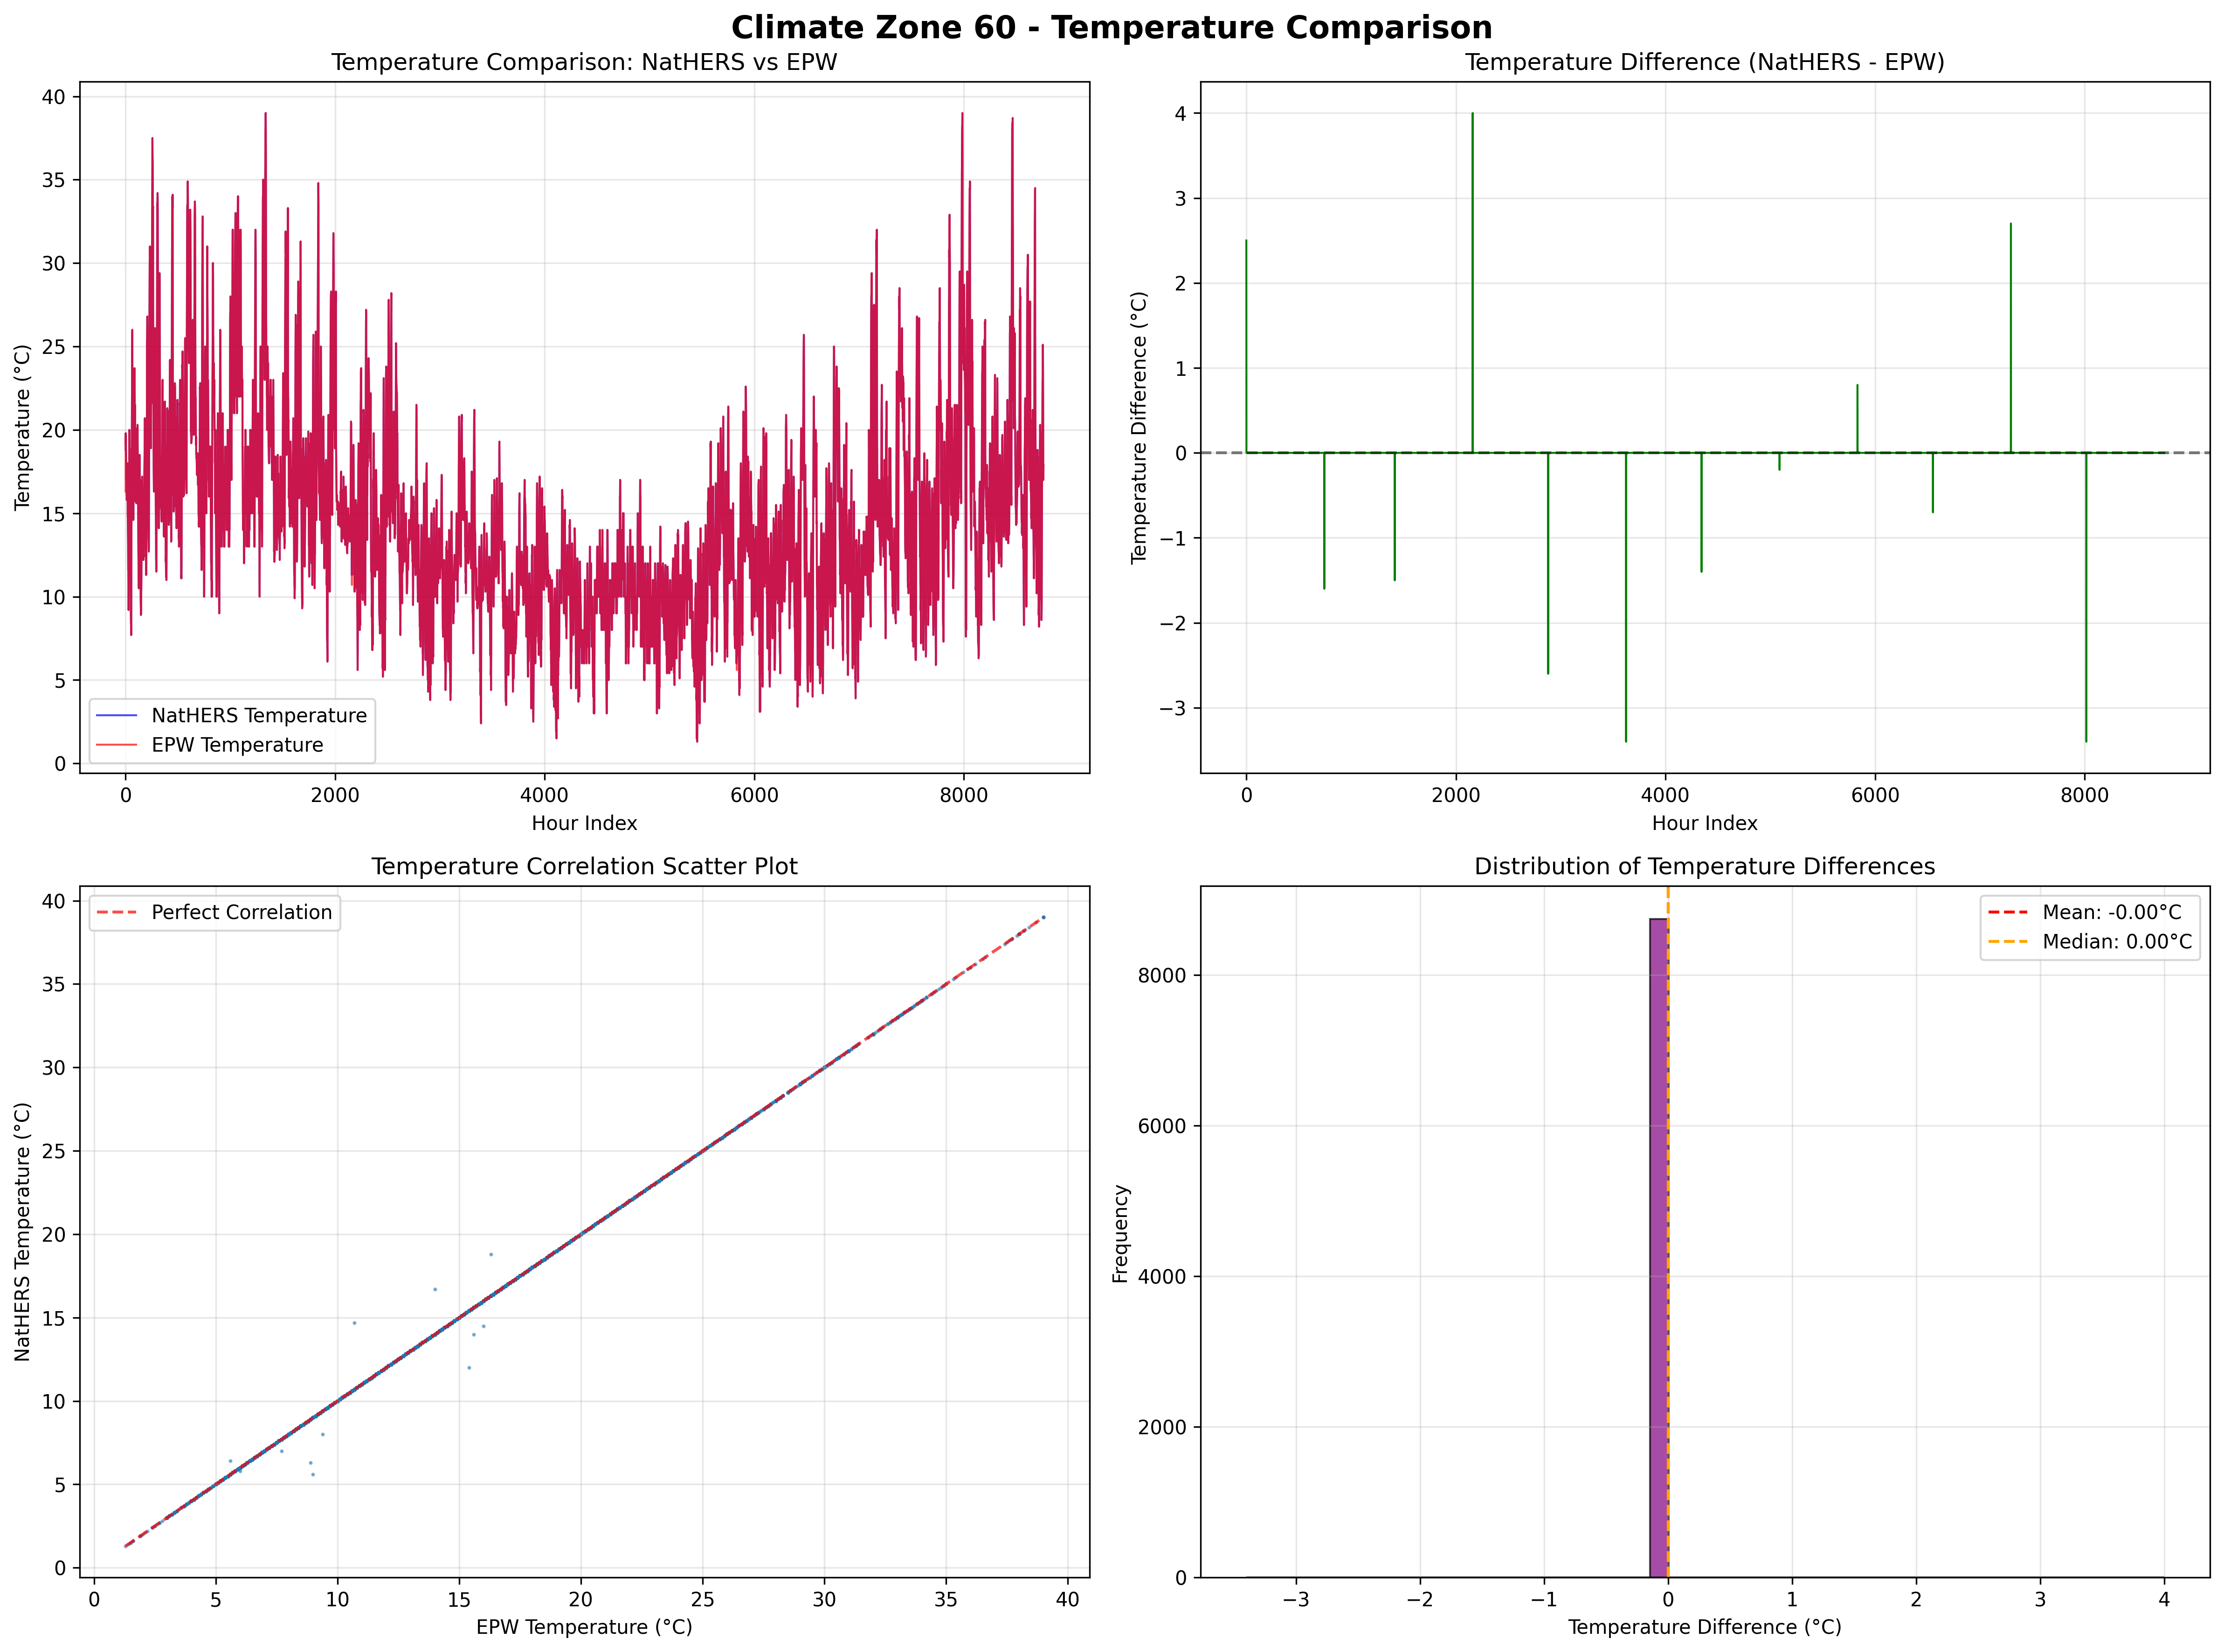 Climate Zone 60 - Temperature Comparison
Temperature Comparison: NatHERS vs EPW
40
35
30
25
20
15
10
5
0
Temperature (°C)
NatHERS Temperature
EPW Temperature
0 2000 4000 6000 8000
Hour Index
Temperature Difference (NatHERS - EPW)
4
3
2
1
0
−1
−2
−3
Temperature Difference (°C)
0 2000 4000 6000 8000
Hour Index
Temperature Correlation Scatter Plot
Perfect Correlation
40
35
30
25
20
15
10
5
0
NatHERS Temperature (°C)
0 5 10 15 20 25 30 35 40
EPW Temperature (°C)
Distribution of Temperature Differences
Mean: -0.00°C
Median: 0.00°C
8000
6000
4000
2000
0
Frequency
−3 −2 −1 0 1 2 3 4
Temperature Difference (°C)